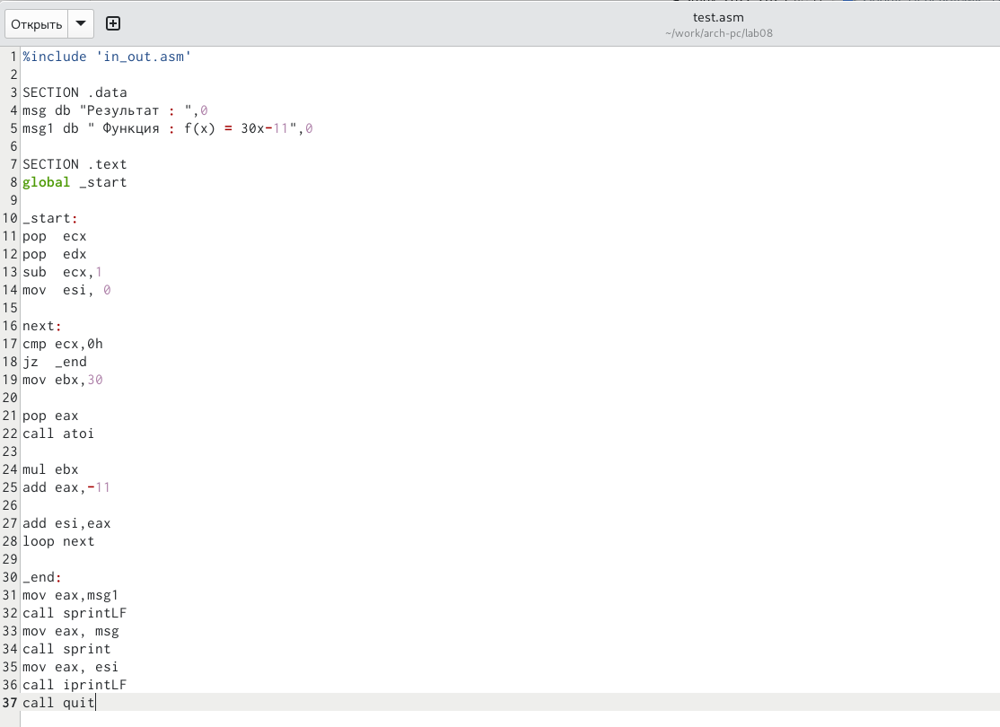 Открыть
test.asm
~/work/arch-pc/lab08
1 %include 'in_out.asm'
2
3 SECTION .data
4 msg db "Результат : ",0
5 msg1 db " Функция : f(x) = 30x-11",0
6
7 SECTION .text
8 global _start
9
10 _start:
11 pop  ecx
12 pop  edx
13 sub  ecx,1
14 mov  esi, 0
15
16 next:
17 cmp ecx,0h
18 jz  _end
19 mov ebx,30
20
21 pop eax
22 call atoi
23
24 mul ebx
25 add eax,-11
26
27 add esi,eax
28 loop next
29
30 _end:
31 mov eax,msg1
32 call sprintLF
33 mov eax, msg
34 call sprint
35 mov eax, esi
36 call iprintLF
37 call quit